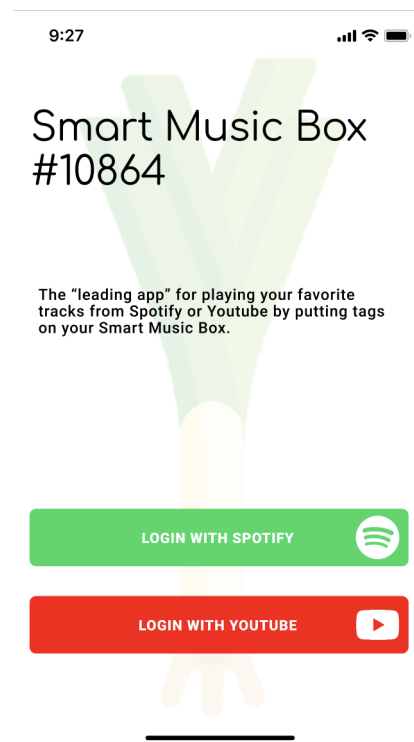 9:27
Smart Music Box
#10864
The “leading app” for playing your favorite
tracks from Spotify or Youtube by putting tags
on your Smart Music Box.
LOGIN WITH SPOTIFY
LOGIN WITH YOUTUBE